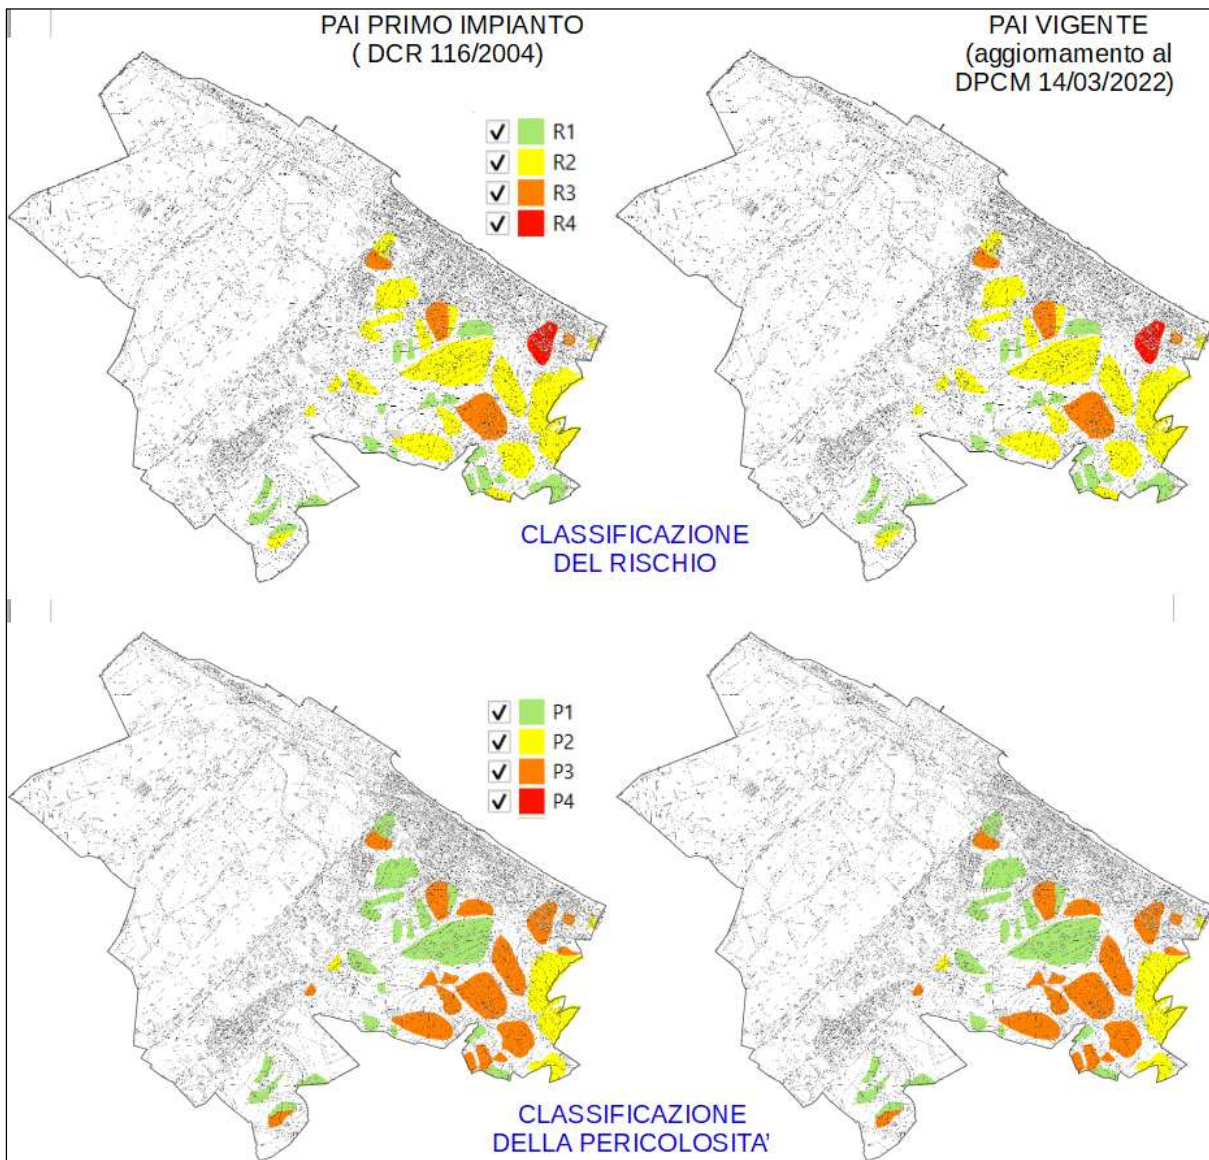 PAI PRIMO IMPIANTO
( DCR 116/2004)
PAI VIGENTE
(aggiornamento al
DPCM 14/03/2022)
R1
R2
R3
R4
CLASSIFICAZIONE
DEL RISCHIO
P1
P2
P3
P4
CLASSIFICAZIONE
DELLA PERICOLOSITA'